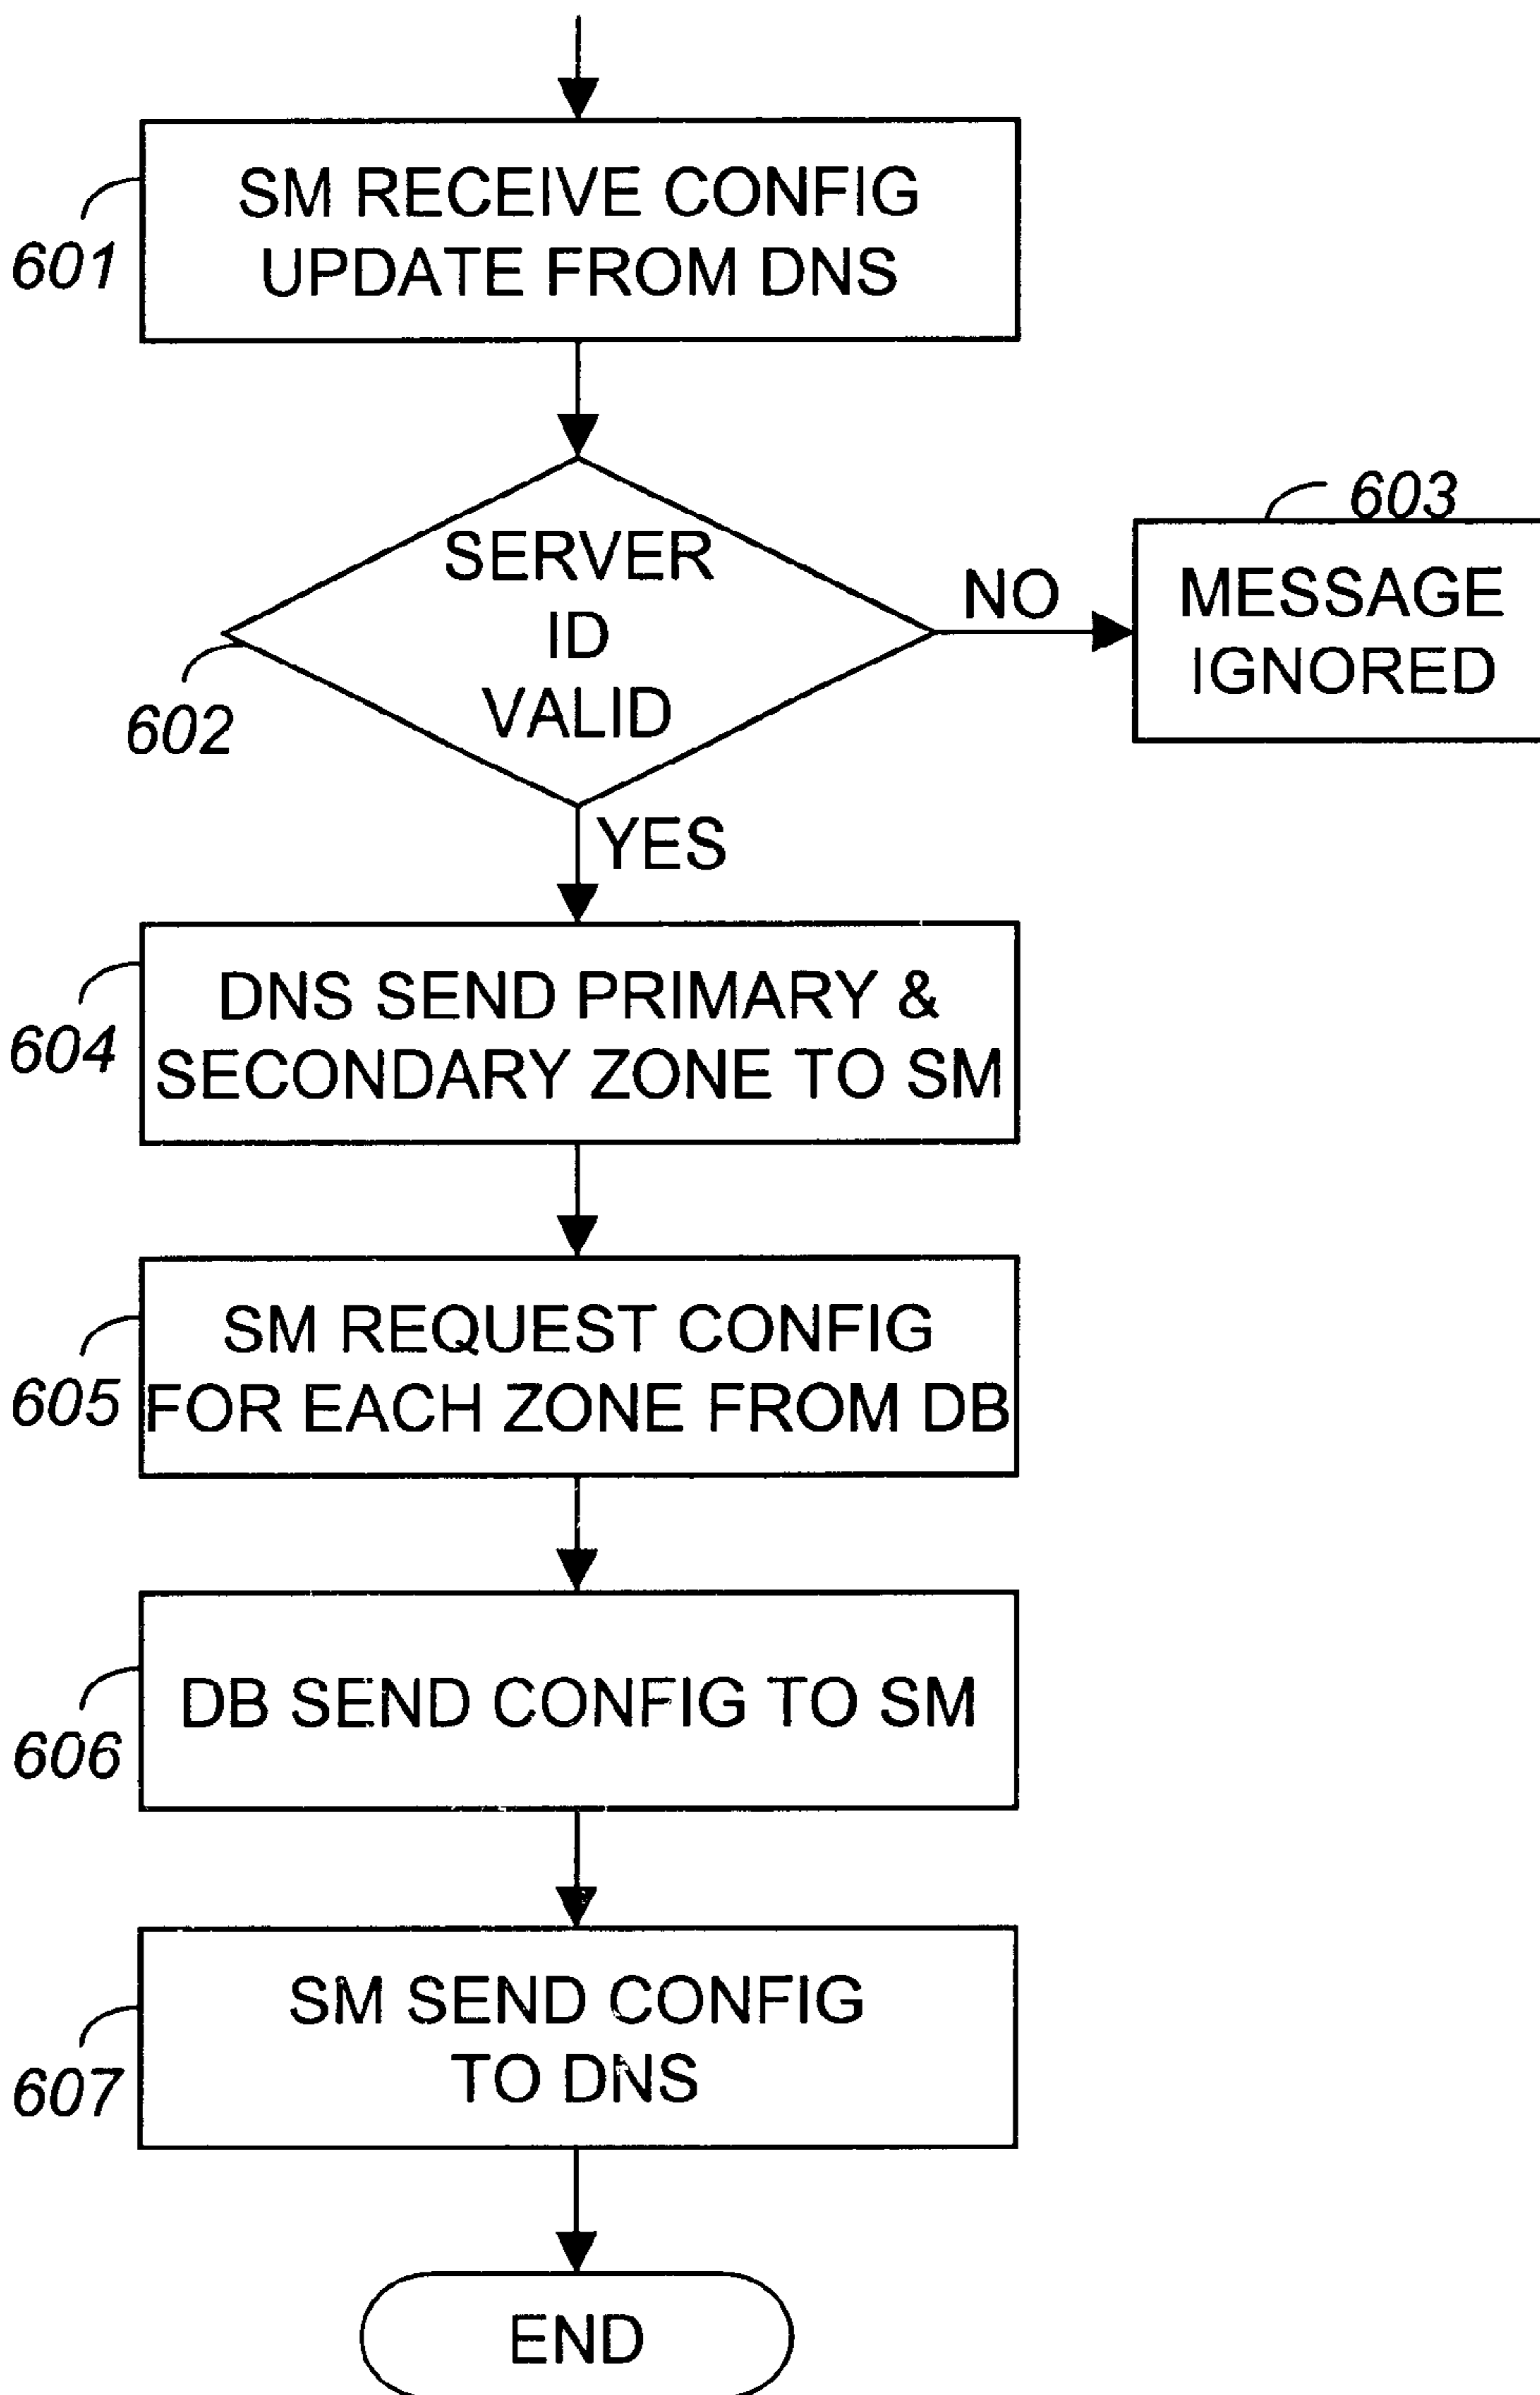 SM RECEIVE CONFIG
UPDATE FROM DNS
601
SERVER
ID
VALID
602
NO
603
MESSAGE
IGNORED
YES
DNS SEND PRIMARY &
SECONDARY ZONE TO SM
604
SM REQUEST CONFIG
FOR EACH ZONE FROM DB
605
DB SEND CONFIG TO SM
606
SM SEND CONFIG
TO DNS
607
END